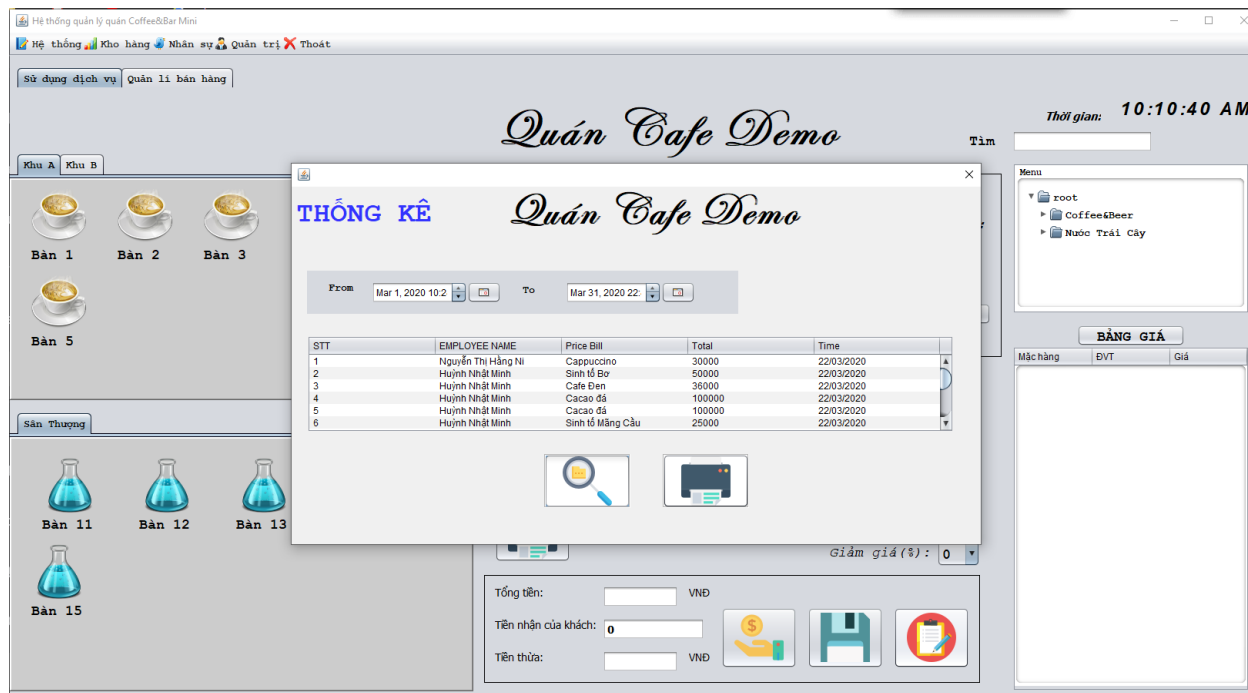 Hệ thống quản lý quán Coffee&Bar Mini
Hệ thống Kho hàng Nhân sự Quản trị Thoát
Sử dụng dịch vụ Quản lí bán hàng
Quán Cafe Demo
Thời gian: 10:10:40 AM
Tìm
Khu A Khu B
Bàn 1 Bàn 2 Bàn 3
Bàn 5
Sân Thượng
Bàn 11 Bàn 12 Bàn 13
Bàn 15
THỐNG KÊ Quán Cafe Demo
From Mar 1, 2020 10:2 To Mar 31, 2020 22:
STT EMPLOYEE NAME Price Bill Total Time
1 Nguyễn Thị Hằng Ni Cappuccino 30000 22/03/2020
2 Huỳnh Nhật Minh Sinh tố Bơ 50000 22/03/2020
3 Huỳnh Nhật Minh Cafe Đen 36000 22/03/2020
4 Huỳnh Nhật Minh Cacao đá 100000 22/03/2020
5 Huỳnh Nhật Minh Cacao đá 100000 22/03/2020
6 Huỳnh Nhật Minh Sinh tố Mãng Cầu 25000 22/03/2020
Menu
root
Coffee&Beer
Nước Trái Cây
BẢNG GIÁ
Mặc hàng ĐVT Giá
Giảm giá(%): 0
Tổng tiền: VNĐ
Tiền nhận của khách: 0
Tiền thừa: VNĐ